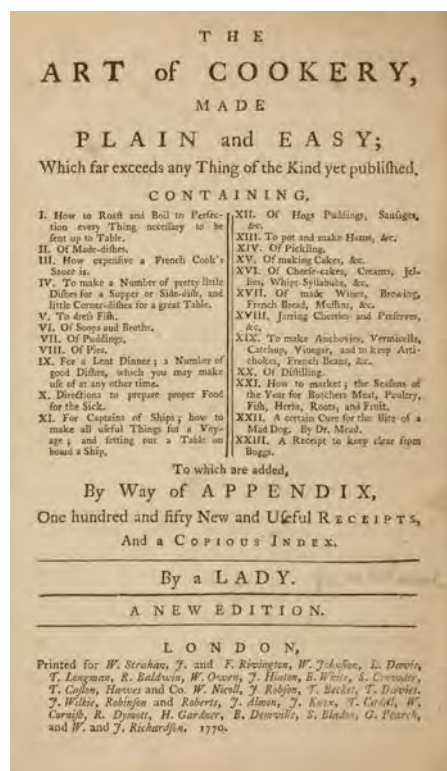 THE
ART of COOKERY,
MADE
PLAIN and EASY;
Which far exceeds any Thing of the Kind yet published.
CONTAINING,
I. How to Roast and Boil to Perfec-
tion every Thing necessary to be
sent up to Table.
II. Of Made-dishes.
III. How expensive a French Cook's
Sauce is.
IV. To make a Number of pretty little
Dishes for a Supper or Side-dish, and
little Corner-dishes for a great Table.
V. To dress Fish.
VI. Of Soops and Broths.
VII. Of Puddings.
VIII. Of Pies.
IX. For a Lent Dinner; a Number of
good Dishes, which you may make
use of at any other time.
X. Directions to prepare proper Food
for the Sick.
XI. For Captains of Ships; how to
make all useful Things for a Voy-
age; and setting out a Table on
board a Ship.
XII. Of Hogs Puddings, Sausages,
&c.
XIII. To pot and make Hams, &c.
XIV. Of Pickling.
XV. Of making Cakes, &c.
XVI. Of Cheese-cakes, Creams, Jel-
lies, Whipt-Syllabubs, &c.
XVII. Of made Wines, Brewing,
French Bread, Muffins, &c.
XVIII. Jarring Cherries and Preserves,
&c.
XIX. To make Anchovies, Vermicella,
Catchup, Vinegar, and to keep Arti-
chokes, French Beans, &c.
XX. Of Distilling.
XXI. How to market; the Seasons of
the Year for Butchers Meat, Poultry,
Fish, Herbs, Roots, and Fruit.
XXII. A certain Cure for the Bite of a
Mad Dog. By Dr. Mead.
XXIII. A Receipt to keep clear from
Buggs.
To which are added,
By Way of APPENDIX,
One hundred and fifty New and Useful RECEIPTS,
And a COPIOUS INDEX.
By a LADY.
A NEW EDITION.
LONDON,
Printed for W. Strahan, J. and F. Rivington, W. Johnston, L. Davis,
T. Longman, R. Baldwin, W. Owen, J. Hinton, B. White, S. Crowder,
T. Caslon, Hawes and Co. W. Nicoll, J. Robson, T. Becket, T. Davies,
J. Wilkie, Robinson and Roberts, J. Almon, J. Knox, T. Cadell, W.
Cornish, R. Dymott, H. Gardner, B. Domville, S. Bladon, G. Pearch,
and W. and J. Richardson. 1770.